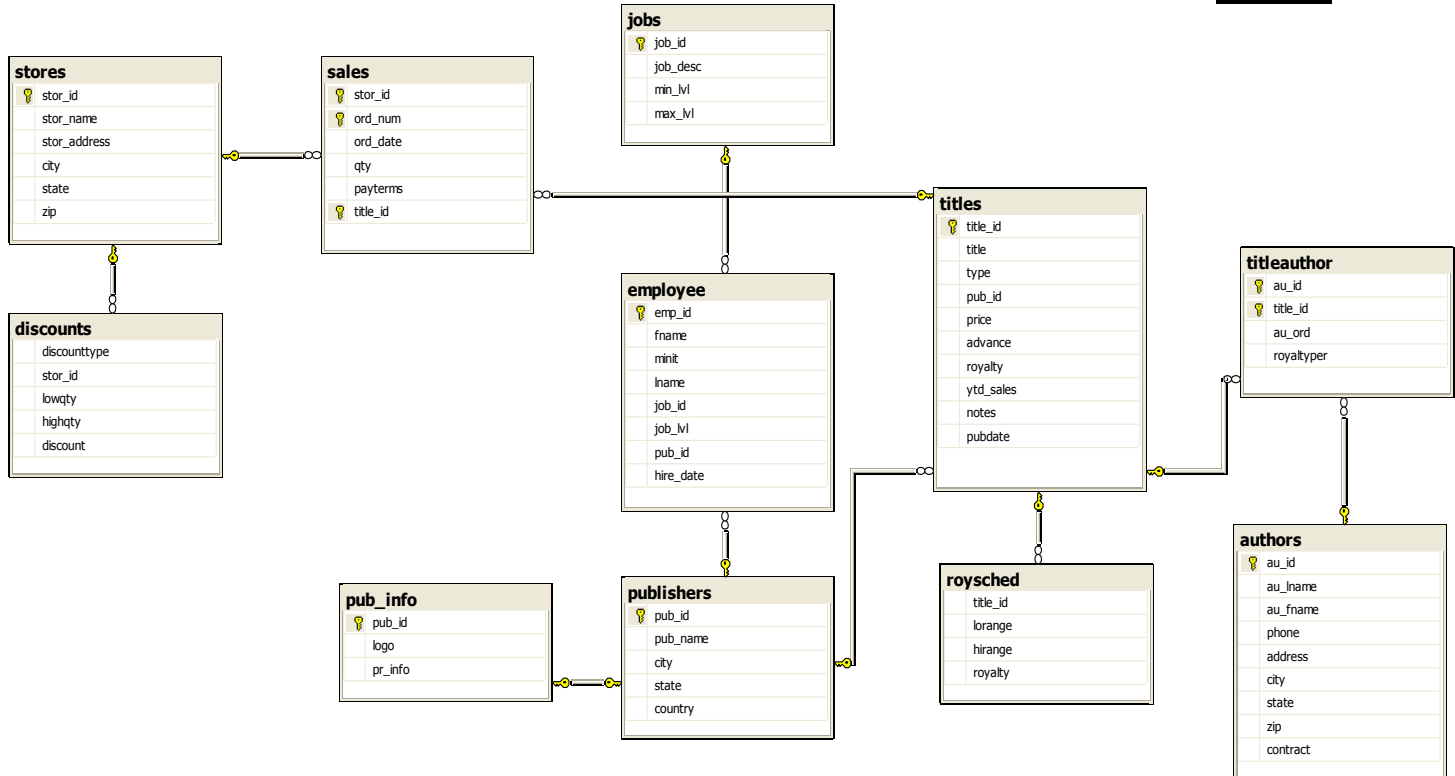 jobs
job_id
job_desc
min_lvl
max_lvl
stores
stor_id
stor_name
stor_address
city
state
zip
sales
stor_id
ord_num
ord_date
qty
payterms
title_id
titles
title_id
title
type
pub_id
price
advance
royalty
ytd_sales
notes
pubdate
titleauthor
au_id
title_id
au_ord
royaltyper
discounts
discounttype
stor_id
lowqty
highqty
discount
employee
emp_id
fname
minit
lname
job_id
job_lvl
pub_id
hire_date
pub_info
pub_id
logo
pr_info
publishers
pub_id
pub_name
city
state
country
roysched
title_id
lorange
hirange
royalty
authors
au_id
au_lname
au_fname
phone
address
city
state
zip
contract